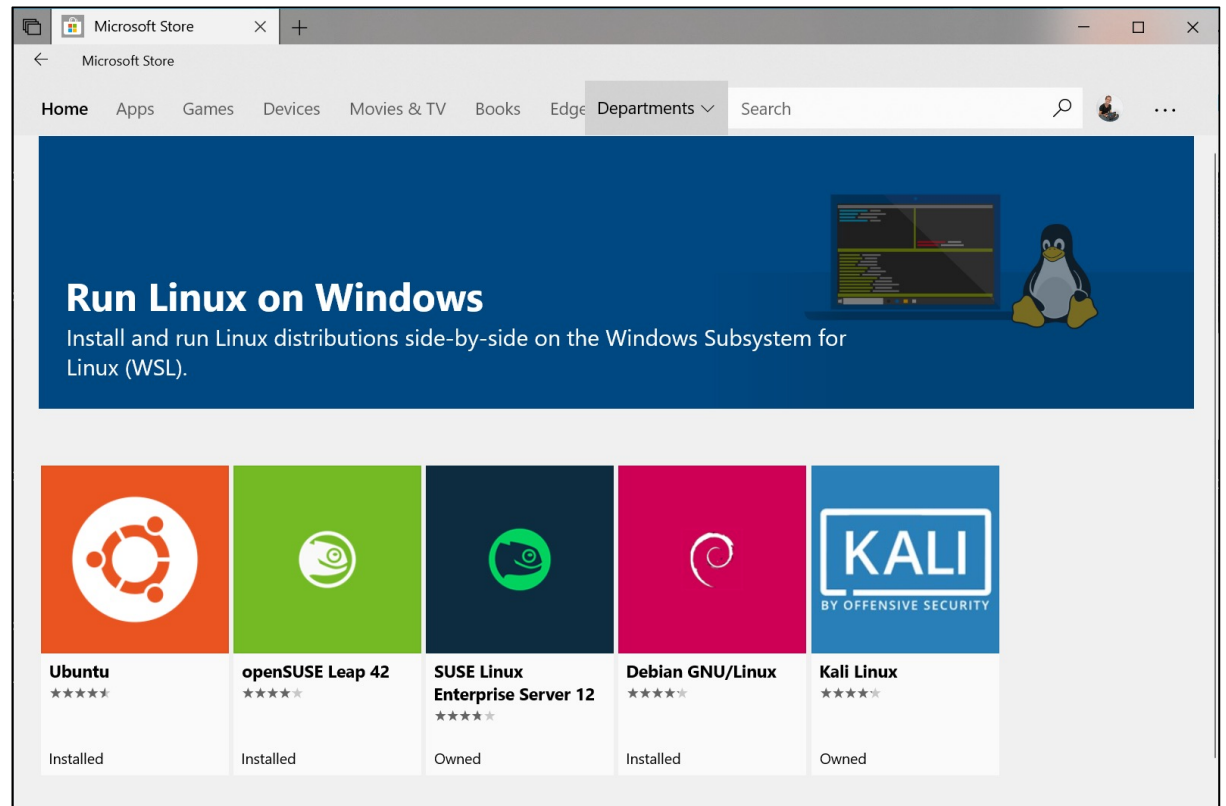 Microsoft Store
Microsoft Store
Home Apps Games Devices Movies & TV Books Edge Departments Search
Run Linux on Windows
Install and run Linux distributions side-by-side on the Windows Subsystem for
Linux (WSL).
KALI
BY OFFENSIVE SECURITY
Ubuntu
Installed
openSUSE Leap 42
Installed
SUSE Linux
Enterprise Server 12
Owned
Debian GNU/Linux
Installed
Kali Linux
Owned